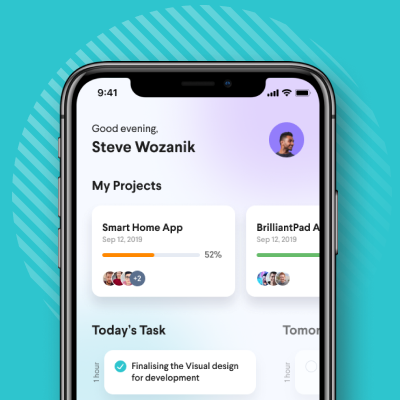 9:41
Good evening,
Steve Wozanik
My Projects
Smart Home App
Sep 12, 2019
52%
+2
BrilliantPad A
Sep 12, 2019
Today's Task
Tomor
1 hour
Finalising the Visual design
for development
1 hour